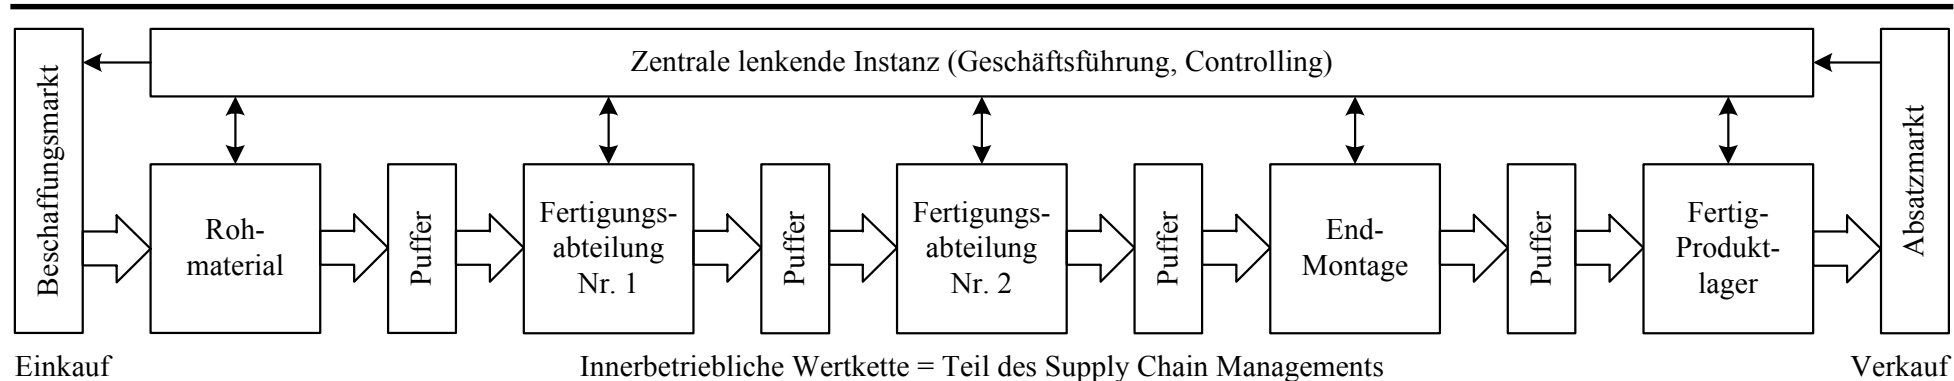 Zentrale lenkende Instanz (Geschäftsführung, Controlling)
Beschaffungsmarkt
Roh-
material
Puffer
Fertigungs-
abteilung
Nr. 1
Puffer
Fertigungs-
abteilung
Nr. 2
Puffer
End-
Montage
Puffer
Fertig-
Produkt-
lager
Absatzmarkt
Einkauf
Innerbetriebliche Wertkette = Teil des Supply Chain Managements
Verkauf